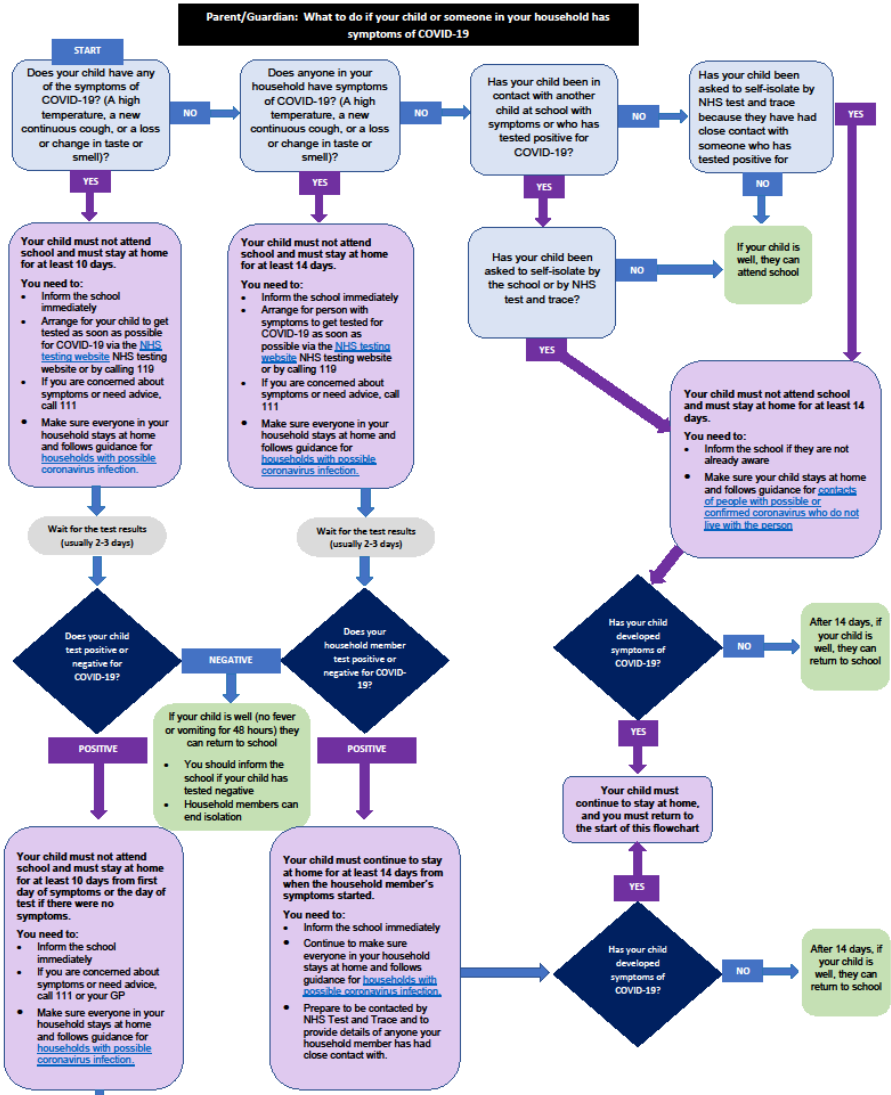 Parent/Guardian: What to do if your child or someone in your household has
symptoms of COVID-19
START
Does your child have any
of the symptoms of
COVID-19? (A high
temperature, a new
continuous cough, or a loss
or change in taste or
smell)?
NO
Does anyone in your
household have symptoms
of COVID-19? (A high
temperature, a new
continuous cough, or a loss
or change in taste or
smell)?
NO
Has your child been in
contact with another
child at school with
symptoms or who has
tested positive for
COVID-19?
NO
Has your child been
asked to self-isolate by
NHS test and trace
because they have had
close contact with
someone who has
tested positive for
YES
YES
YES
YES
NO
Your child must not attend
school and must stay at home
for at least 10 days.
You need to:
• Inform the school
immediately
• Arrange for your child to get
tested as soon as possible
for COVID-19 via the NHS
testing website NHS testing
website or by calling 119
• If you are concerned about
symptoms or need advice,
call 111
• Make sure everyone in your
household stays at home
and follows guidance for
households with possible
coronavirus infection.
Your child must not attend
school and must stay at home
for at least 14 days.
You need to:
• Inform the school immediately
• Arrange for person with
symptoms to get tested for
COVID-19 as soon as
possible via the NHS testing
website NHS testing website
or by calling 119
• If you are concerned about
symptoms or need advice, call
111
• Make sure everyone in your
household stays at home and
follows guidance for
households with possible
coronavirus infection.
Has your child been
asked to self-isolate by
the school or by NHS
test and trace?
NO
If your child is
well, they can
attend school
YES
Your child must not attend school
and must stay at home for at least 14
days.
You need to:
• Inform the school if they are not
already aware
• Make sure your child stays at home
and follows guidance for contacts
of people with possible or
confirmed coronavirus who do not
live with the person
Wait for the test results
(usually 2-3 days)
Wait for the test results
(usually 2-3 days)
Does your child
test positive or
negative for
COVID-19?
NEGATIVE
Does your
household member
test positive or
negative for COVID-
19?
Has your child
developed
symptoms of
COVID-19?
NO
After 14 days, if
your child is
well, they can
return to school
If your child is well (no fever
or vomiting for 48 hours) they
can return to school
• You should inform the
school if your child has
tested negative
• Household members can
end isolation
POSITIVE
POSITIVE
YES
Your child must
continue to stay at home,
and you must return to
the start of this flowchart
Your child must not attend
school and must stay at home
for at least 10 days from first
day of symptoms or the day of
test if there were no
symptoms.
You need to:
• Inform the school
immediately
• If you are concerned about
symptoms or need advice,
call 111 or your GP
• Make sure everyone in your
household stays at home
and follows guidance for
households with possible
coronavirus infection.
Your child must continue to stay
at home for at least 14 days from
when the household member's
symptoms started.
You need to:
• Inform the school immediately
• Continue to make sure
everyone in your household
stays at home and follows
guidance for households with
possible coronavirus infection.
• Prepare to be contacted by
NHS Test and Trace and to
provide details of anyone your
household member has had
close contact with.
YES
Has your child
developed
symptoms of
COVID-19?
NO
After 14 days, if
your child is
well, they can
return to school